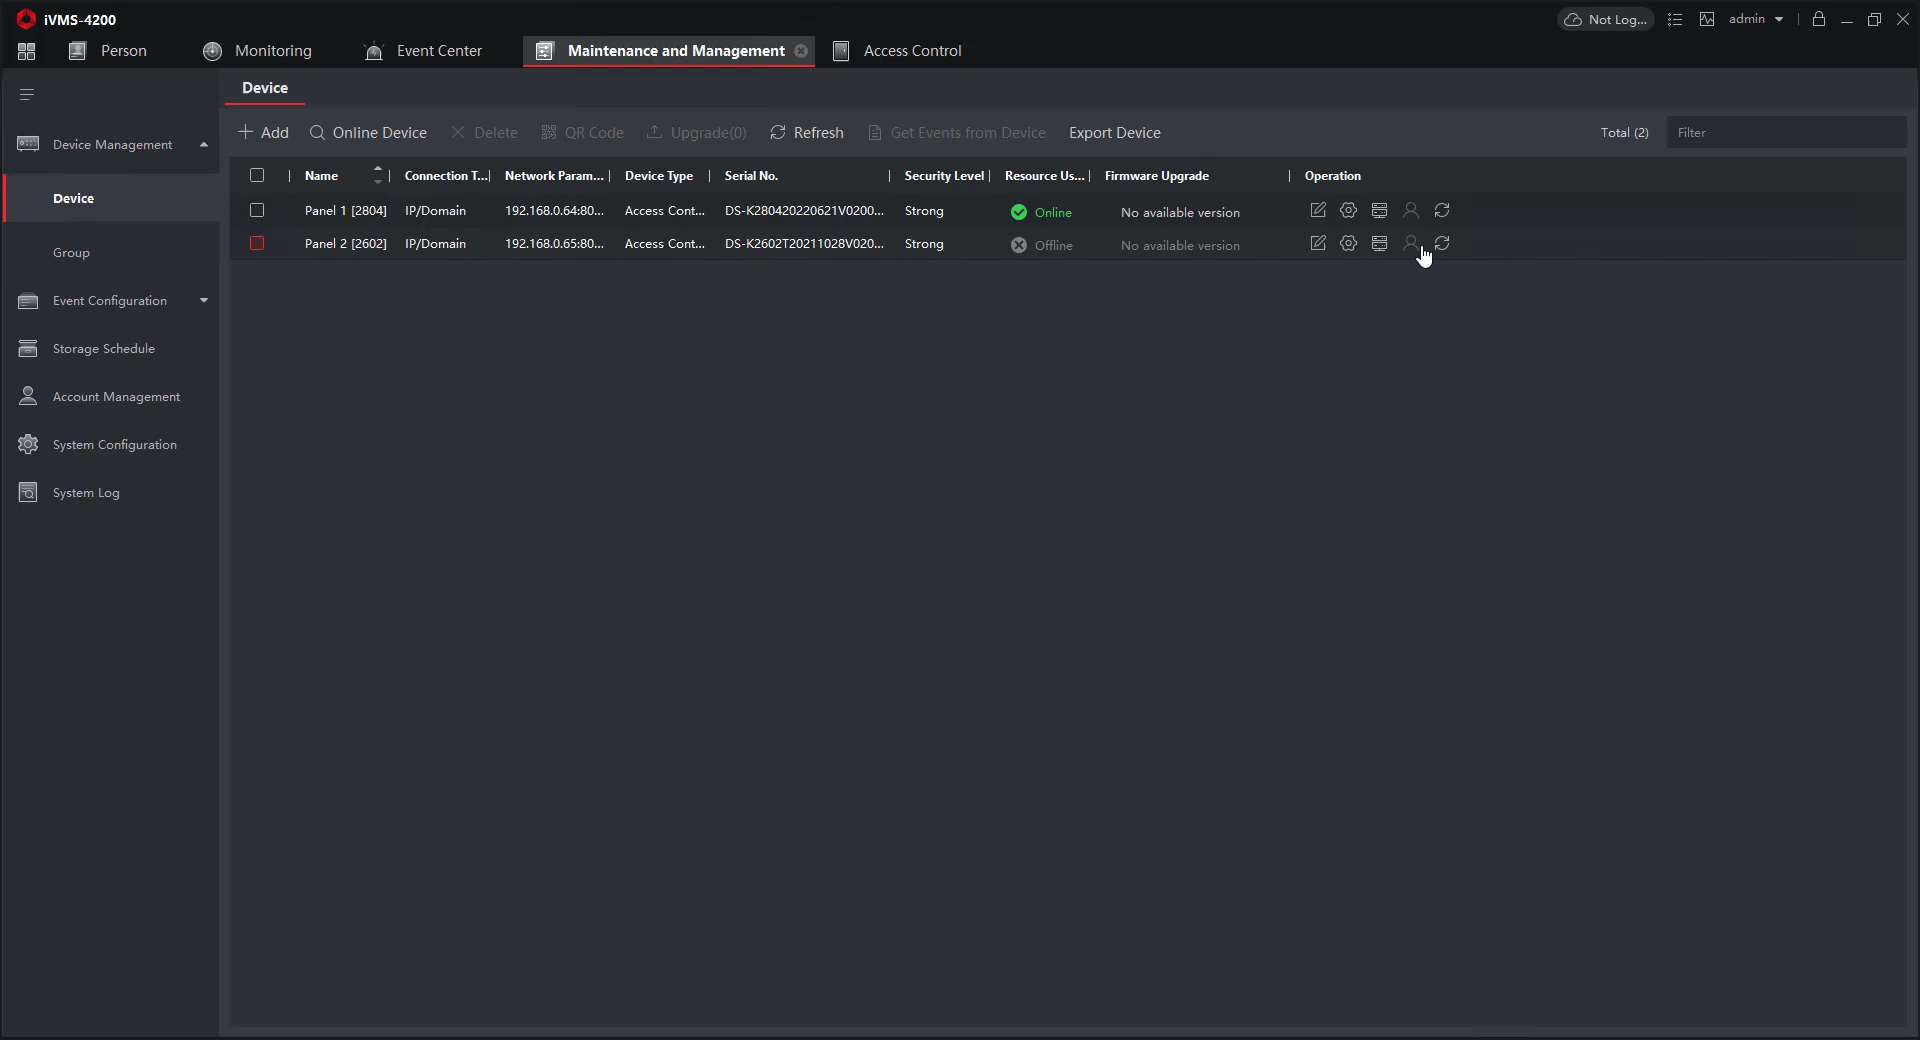 iVMS-4200
Not Log...
admin
Person
Monitoring
Event Center
Maintenance and Management
Access Control
Device
Add
Online Device
Delete
QR Code
Upgrade(0)
Refresh
Get Events from Device
Export Device
Total (2)
Filter
Device Management
Device
Group
Event Configuration
Storage Schedule
Account Management
System Configuration
System Log
Name | Connection T...| Network Param... | Device Type | Serial No. | Security Level | Resource Us... | Firmware Upgrade | Operation
Panel 1 [2804] IP/Domain 192.168.0.64:80... Access Cont... DS-K280420220621V0200... Strong Online No available version
Panel 2 [2602] IP/Domain 192.168.0.65:80... Access Cont... DS-K2602T20211028V020... Strong Offline No available version